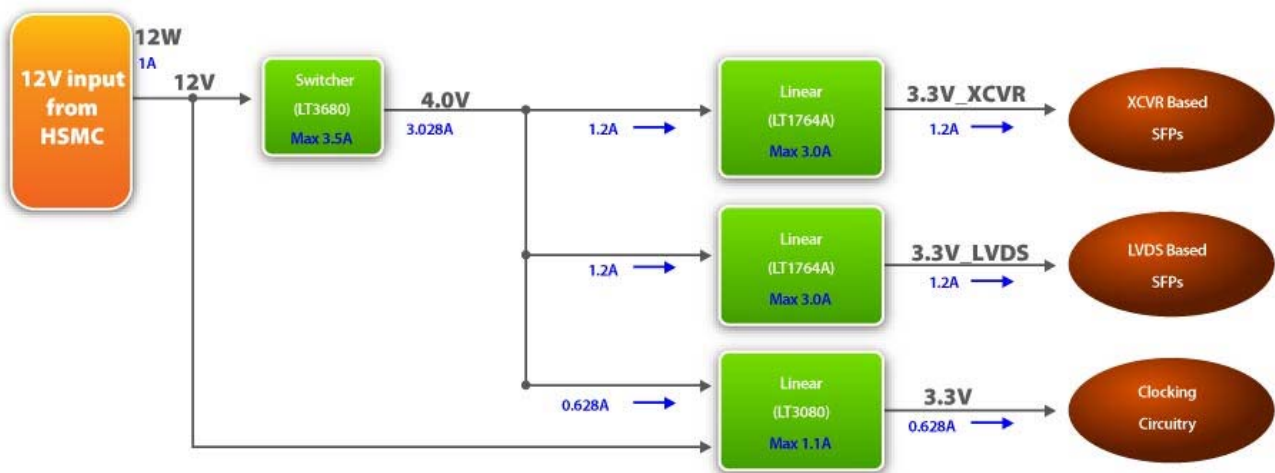 12V input
from
HSMC
12W
1A
12V
Switcher
(LT3680)
Max 3.5A
4.0V
3.028A
1.2A
Linear
(LT1764A)
Max 3.0A
3.3V_XCVR
1.2A
XCVR Based
SFPs
1.2A
Linear
(LT1764A)
Max 3.0A
3.3V_LVDS
1.2A
LVDS Based
SFPs
0.628A
Linear
(LT3080)
Max 1.1A
3.3V
0.628A
Clocking
Circuitry